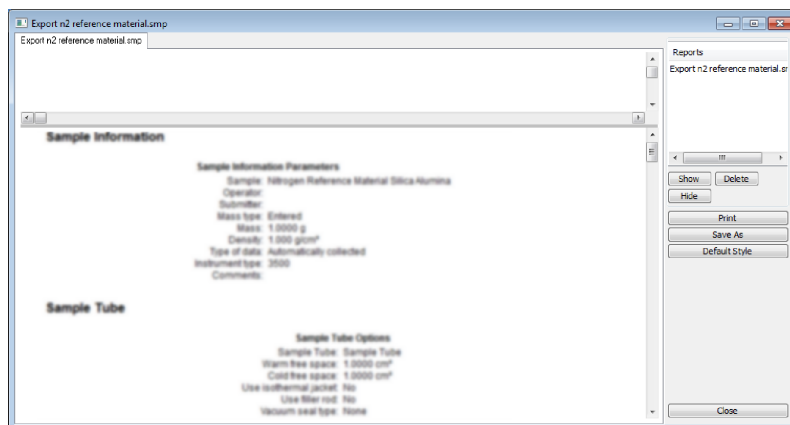 Export n2 reference material.smp
Export n2 reference material.smp
Reports
Export n2 reference material.sr
Show
Delete
Hide
Print
Save As
Default Style
Close
Sample Information
Sample Information Parameters
Sample: Nitrogen Reference Material Silica Alumina
Operator:
Submitter:
Mass type: Entered
Mass: 1.0000 g
Density: 1.000 g/cm³
Type of data: Automatically collected
Instrument type: 3500
Comments:
Sample Tube
Sample Tube Options
Sample Tube: Sample Tube
Warm free space: 1.0000 cm³
Cold free space: 1.0000 cm³
Use isothermal jacket: No
Use filler rod: No
Vacuum seal type: None